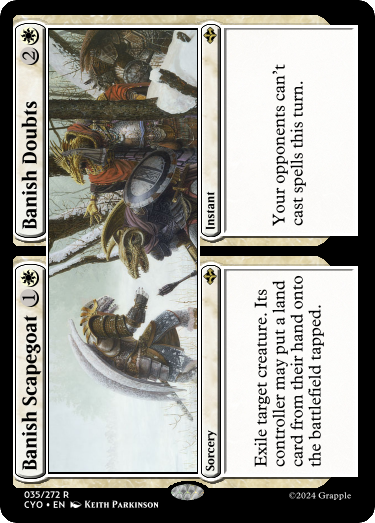 Banish Scapegoat 1
Sorcery
Exile target creature. Its
controller may put a land
card from their hand onto
the battlefield tapped.
Banish Doubts 2
Instant
Your opponents can't
cast spells this turn.
035/272 R
CYO • EN Keith Parkinson
©2024 Grapple